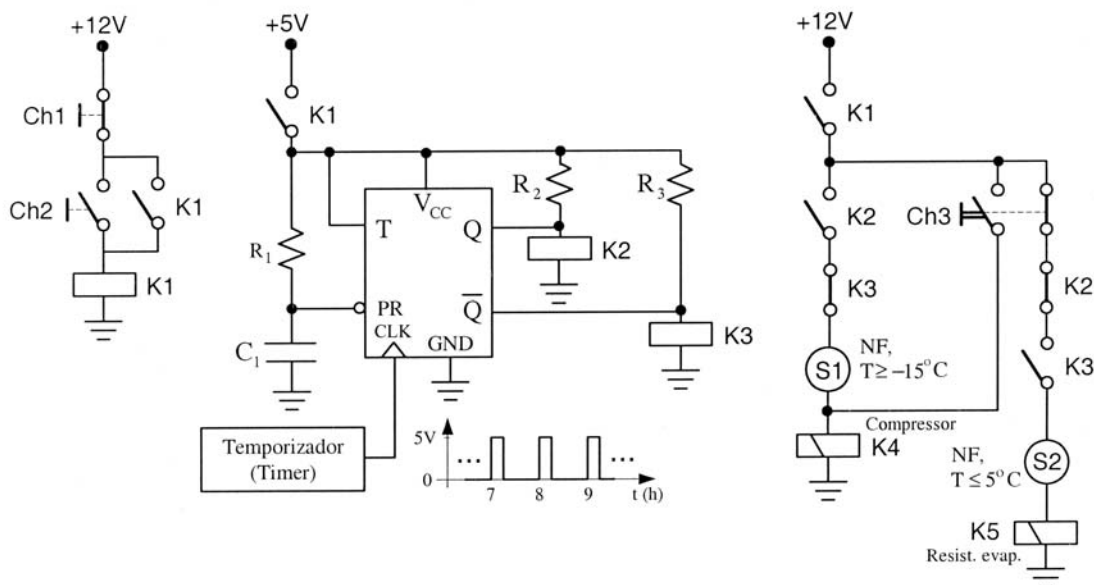 +12V
Ch1
Ch2
K1
K1
+5V
K1
R1
C1
T
VCC
Q
PR
CLK
GND
Q̅
R2
K2
R3
K3
Temporizador
(Timer)
5V
0
...
...
7 8 9 t (h)
+12V
K1
K2
K3
S1
NF,
T ≥ −15°C
Compressor
K4
Ch3
K2
K3
S2
NF,
T ≤ 5°C
K5
Resist. evap.